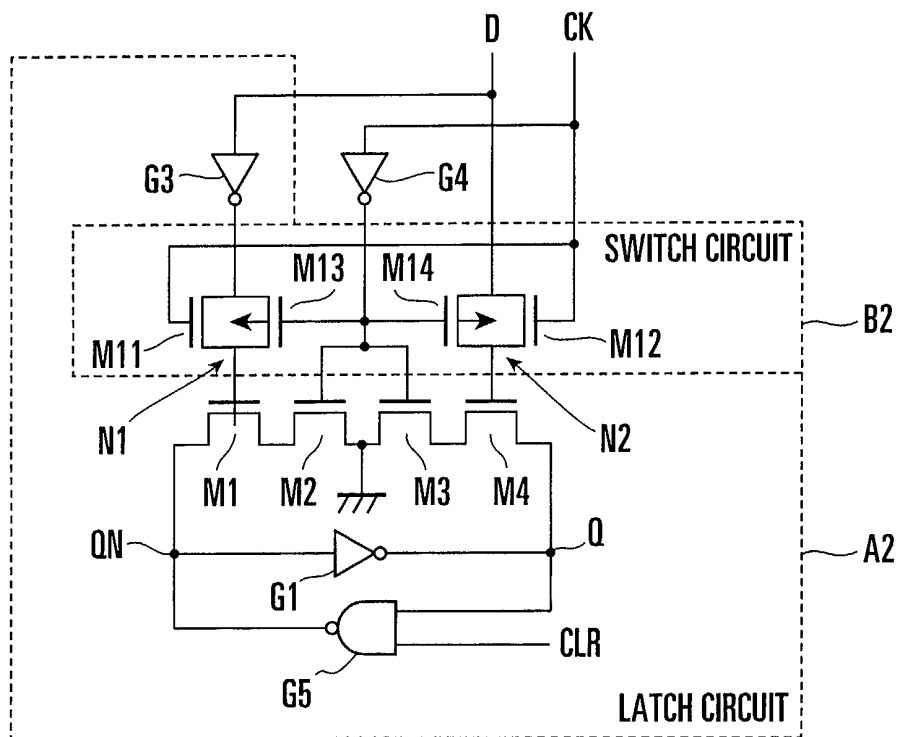 D CK
G3 G4
SWITCH CIRCUIT
M13 M14
B2
M11 M12
N1 N2
M1 M2 M3 M4
QN Q
A2
G1
CLR
G5
LATCH CIRCUIT